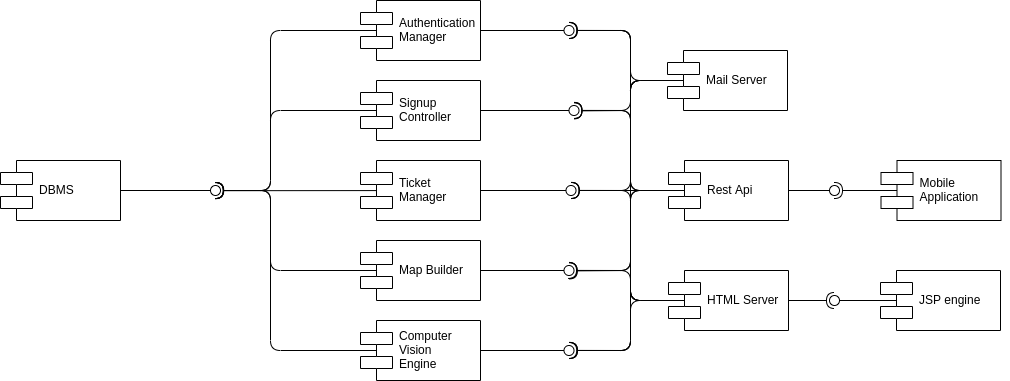 DBMS
Authentication
Manager
Signup
Controller
Ticket
Manager
Map Builder
Computer
Vision
Engine
Mail Server
Rest Api
HTML Server
Mobile
Application
JSP engine